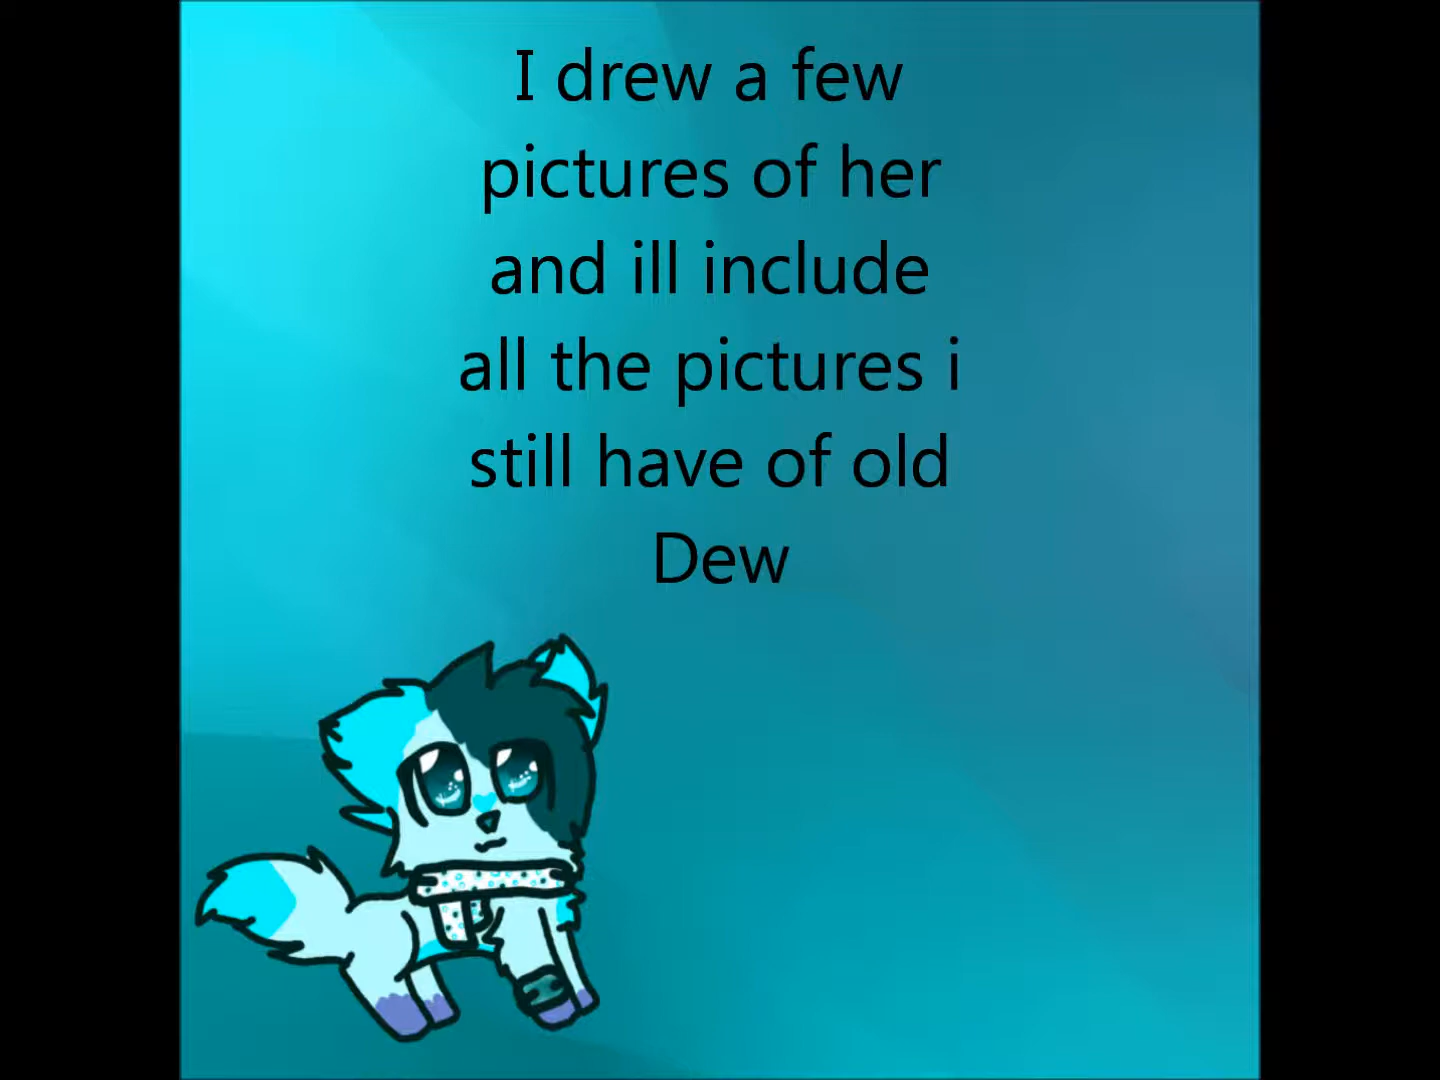 I drew a few
pictures of her
and ill include
all the pictures i
still have of old
Dew